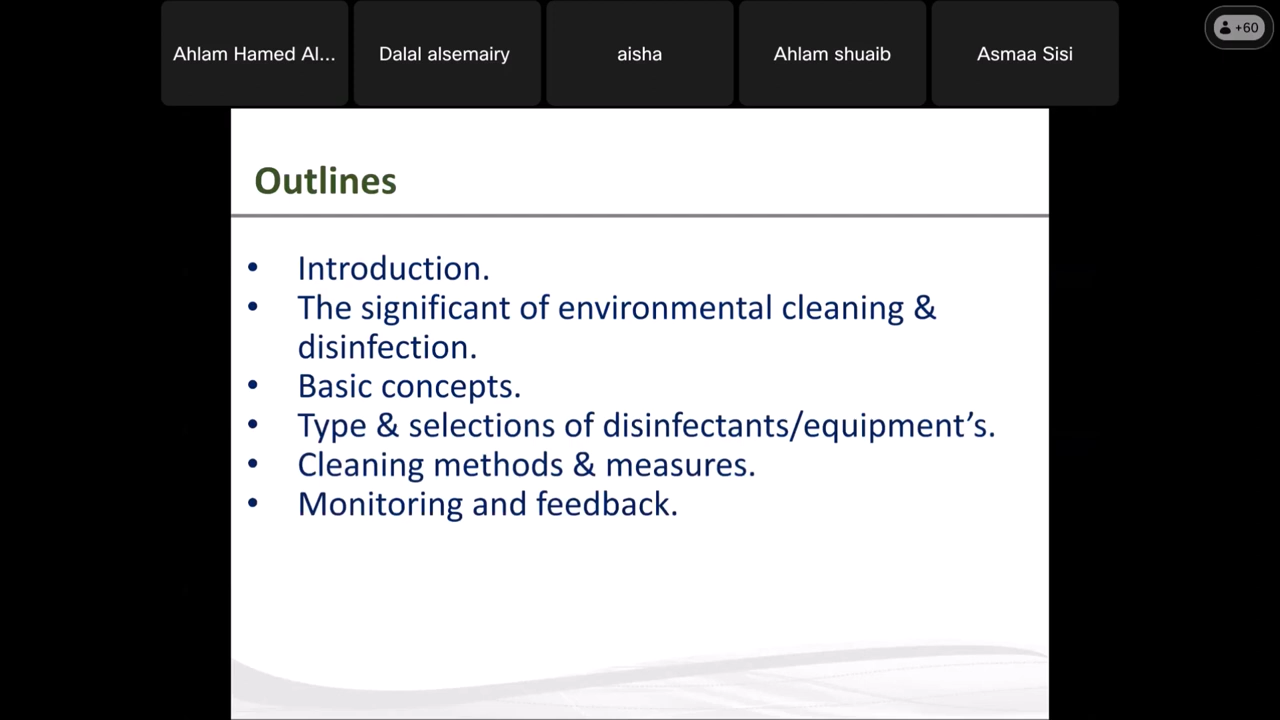 Ahlam Hamed Al...
Dalal alsemairy
aisha
Ahlam shuaib
Asmaa Sisi
+60
Outlines
• Introduction.
• The significant of environmental cleaning &
disinfection.
• Basic concepts.
• Type & selections of disinfectants/equipment’s.
• Cleaning methods & measures.
• Monitoring and feedback.